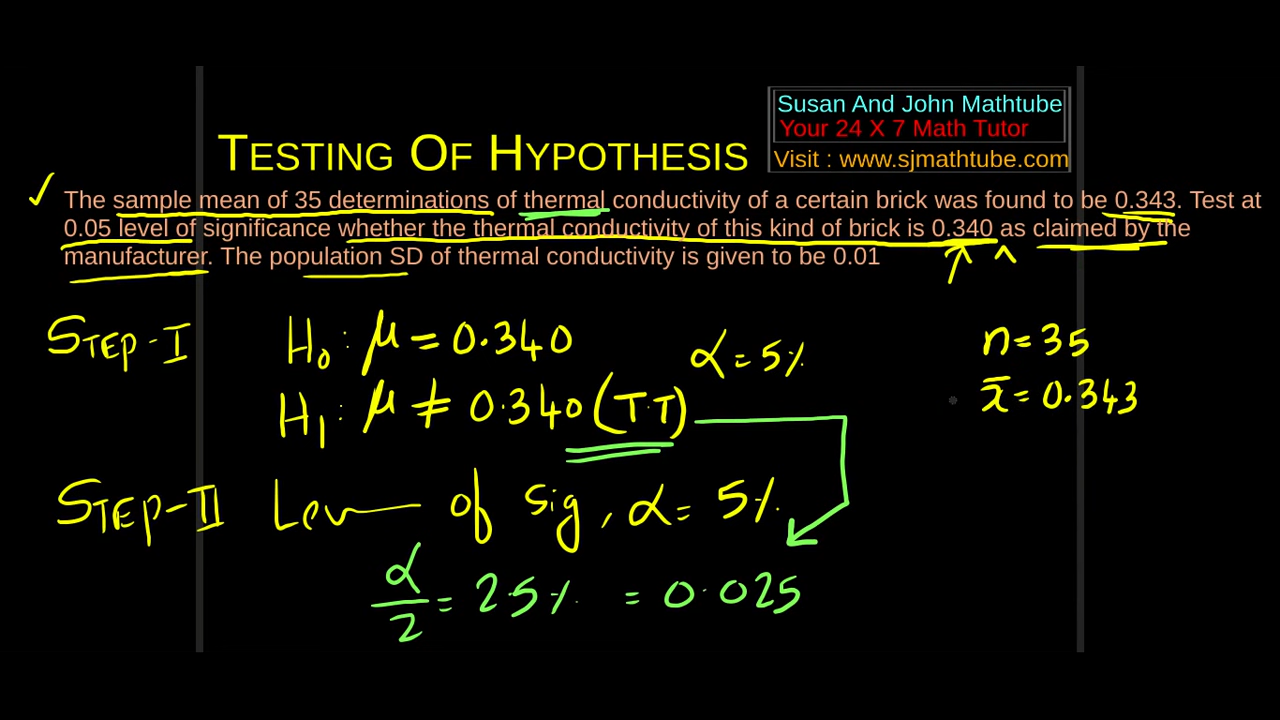 Susan And John Mathtube
Your 24 X 7 Math Tutor
Visit : www.sjmathtube.com
TESTING OF HYPOTHESIS
The sample mean of 35 determinations of thermal conductivity of a certain brick was found to be 0.343. Test at
0.05 level of significance whether the thermal conductivity of this kind of brick is 0.340 as claimed by the
manufacturer. The population SD of thermal conductivity is given to be 0.01
STEP-I H₀: μ = 0.340
α = 5%
n = 35
H₁: μ ≠ 0.340 (T.T)
x̄ = 0.343
STEP-II Lev of sig, α = 5%
α/2 = 2.5% = 0.025